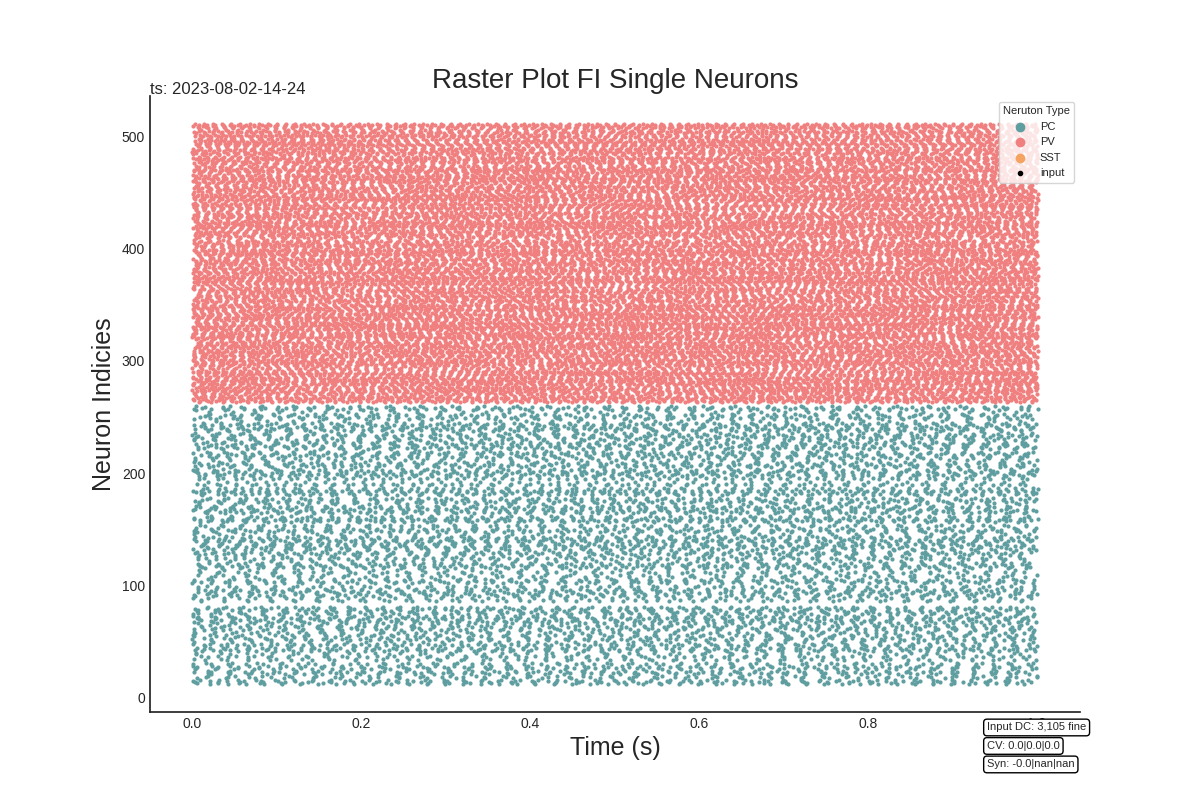 Raster Plot FI Single Neurons
ts: 2023-08-02-14-24
Neruton Type
PC
PV
SST
input
500
400
300
200
100
0
Neuron Indicies
0.0 0.2 0.4 0.6 0.8
Time (s)
Input DC: 3,105 fine
CV: 0.0|0.0|0.0
Syn: -0.0|nan|nan